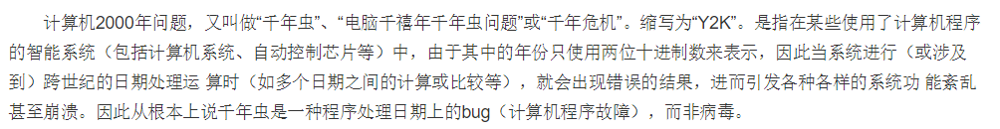 计算机2000年问题，又叫做“千年虫”、“电脑千禧年千年虫问题”或“千年危机”。缩写为“Y2K”。是指在某些使用了计算机程序
的智能系统（包括计算机系统、自动控制芯片等）中，由于其中的年份只使用两位十进制数来表示，因此当系统进行（或涉及
到）跨世纪的日期处理运 算时（如多个日期之间的计算或比较等），就会出现错误的结果，进而引发各种各样的系统功 能紊乱
甚至崩溃。因此从根本上说千年虫是一种程序处理日期上的bug（计算机程序故障），而非病毒。